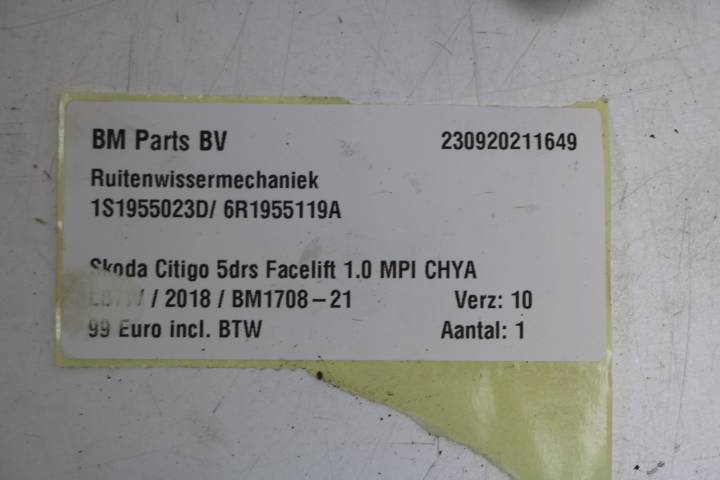 BM Parts BV 230920211649
Ruitenwissermechaniek
1S1955023D/ 6R1955119A
Skoda Citigo 5drs Facelift 1.0 MPI CHYA
/ 2018 / BM1708-21 Verz: 10
99 Euro incl. BTW Aantal: 1